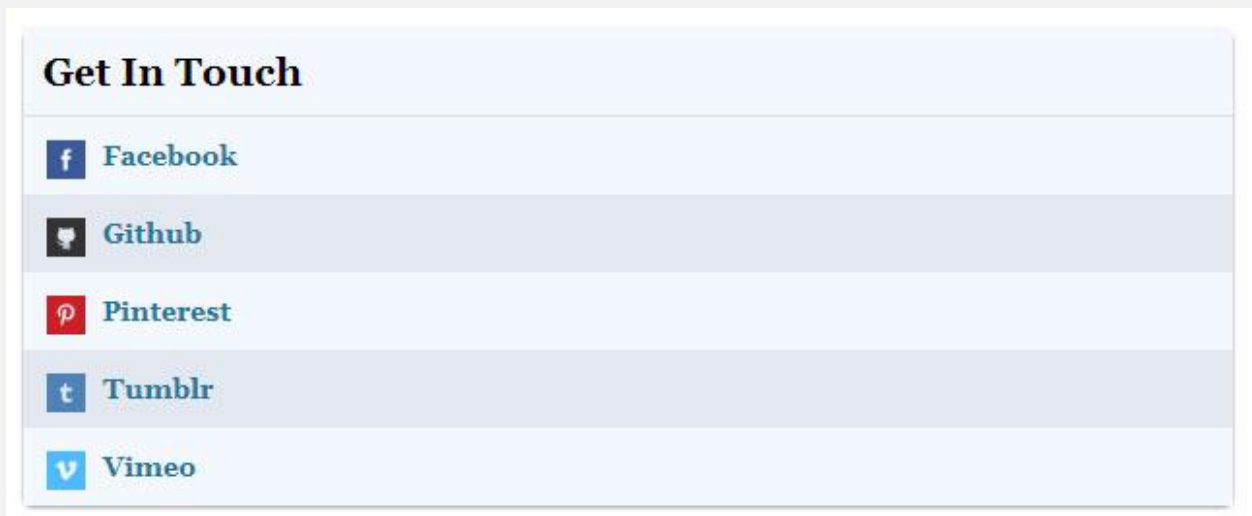 Get In Touch
Facebook
Github
Pinterest
Tumblr
Vimeo